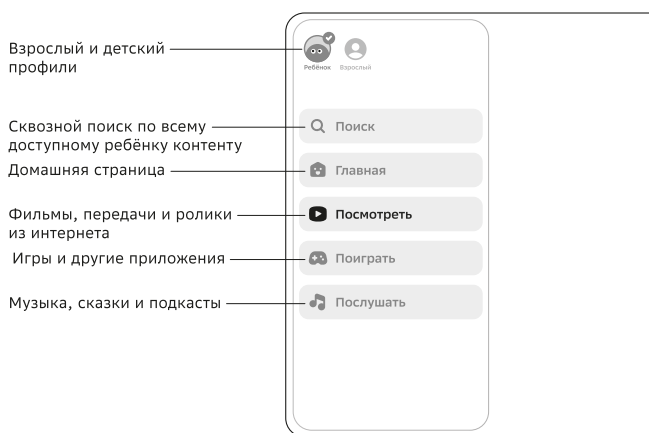 Взрослый и детский
профили
Ребёнок
Взрослый
Сквозной поиск по всему
доступному ребёнку контенту
Поиск
Домашняя страница
Главная
Фильмы, передачи и ролики
из интернета
Посмотреть
Игры и другие приложения
Поиграть
Музыка, сказки и подкасты
Послушать